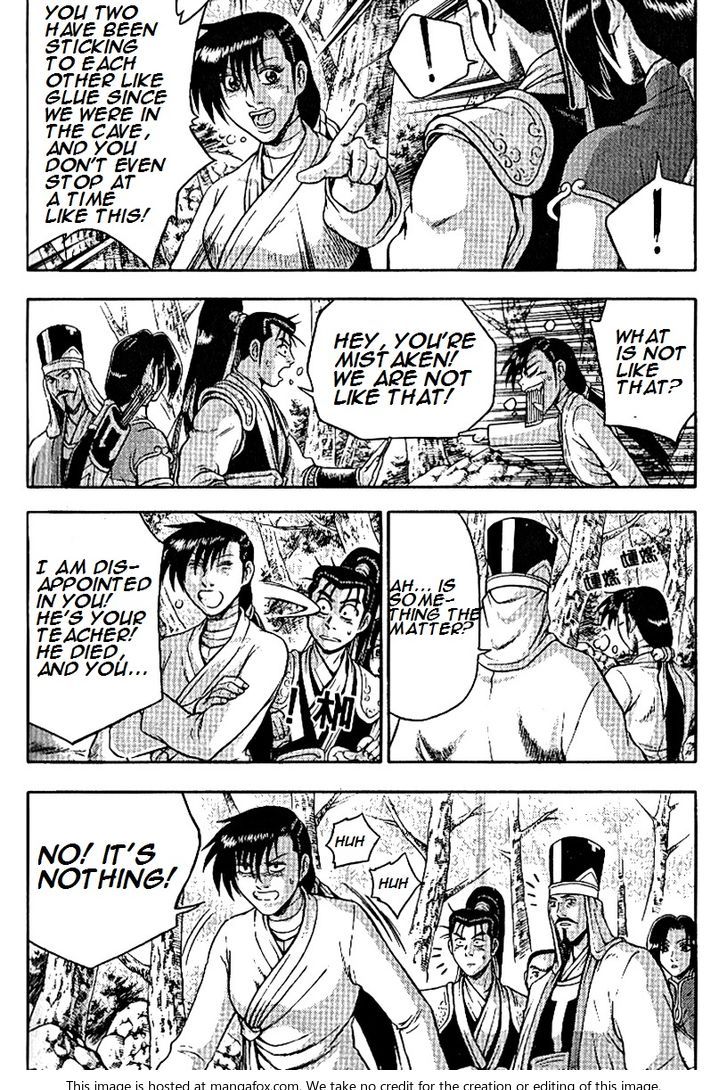 YOU TWO
HAVE BEEN
STICKING
TO EACH
OTHER LIKE
GLUE SINCE
WE WERE IN
THE CAVE,
AND YOU
DON'T EVEN
STOP AT
A TIME
LIKE THIS!
!
!
HEY, YOU'RE
MISTAKEN!
WE ARE NOT
LIKE THAT!
WHAT
IS NOT
LIKE
THAT?
I AM DIS-
APPOINTED
IN YOU!
HE'S YOUR
TEACHER!
HE DIED,
AND YOU...
!
AH... IS
SOME-
THING THE
MATTER?
NO! IT'S
NOTHING!
HUH
HUH
This image is hosted at mangafox.com. We take no credit for the creation or editing of this image.